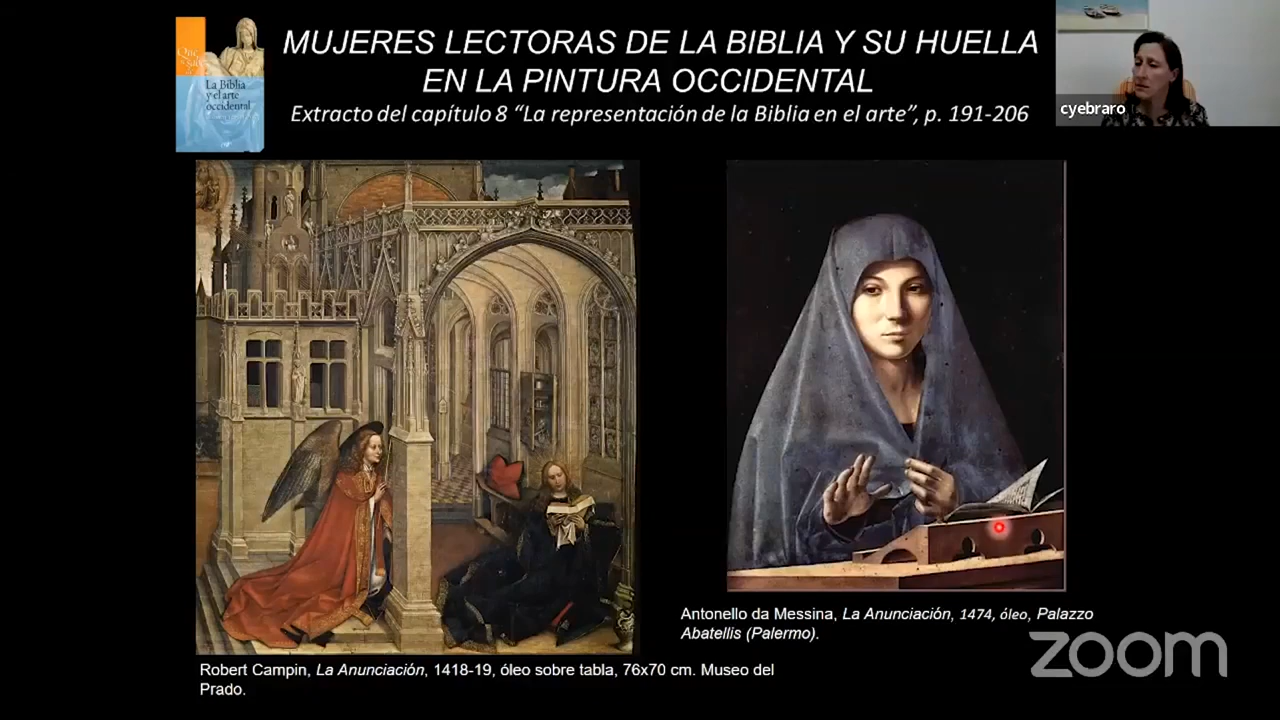 MUJERES LECTORAS DE LA BIBLIA Y SU HUELLA
EN LA PINTURA OCCIDENTAL
Extracto del capítulo 8 “La representación de la Biblia en el arte”, p. 191-206
La Biblia
y el arte
occidental
cyebraro
Antonello da Messina, La Anunciación, 1474, óleo, Palazzo
Abatellis (Palermo).
Robert Campin, La Anunciación, 1418-19, óleo sobre tabla, 76x70 cm. Museo del
Prado.
zoom